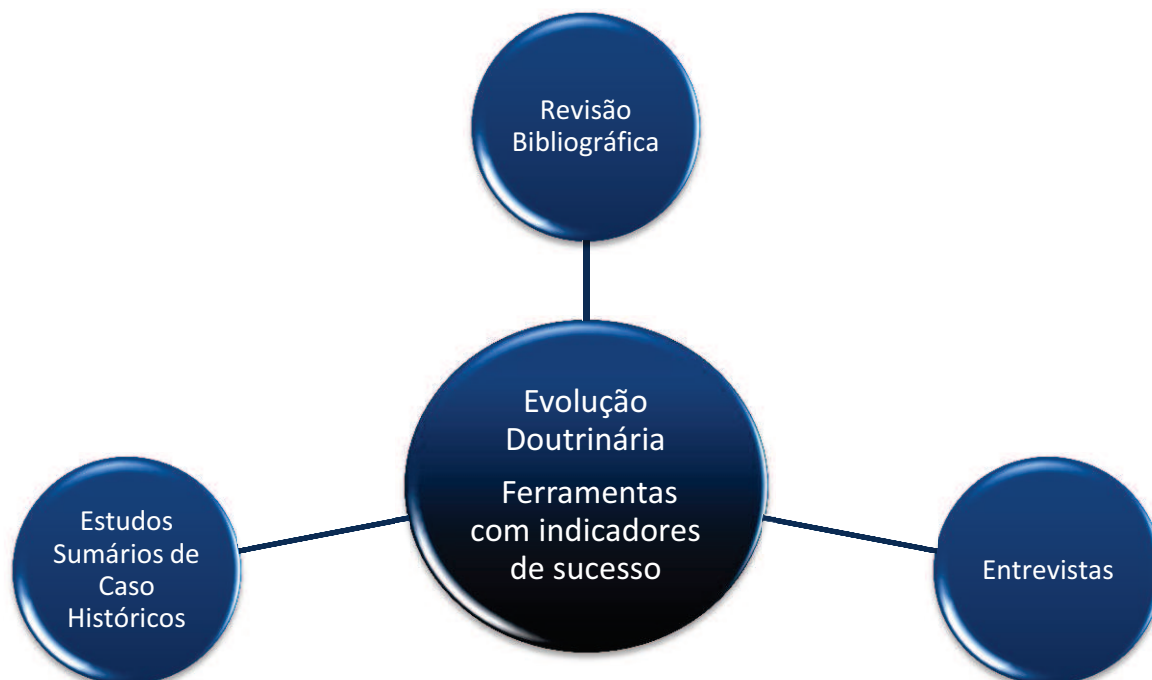 Revisão
Bibliográfica
Evolução
Doutrinária
Ferramentas
com indicadores
de sucesso
Estudos
Sumários de
Caso
Históricos
Entrevistas